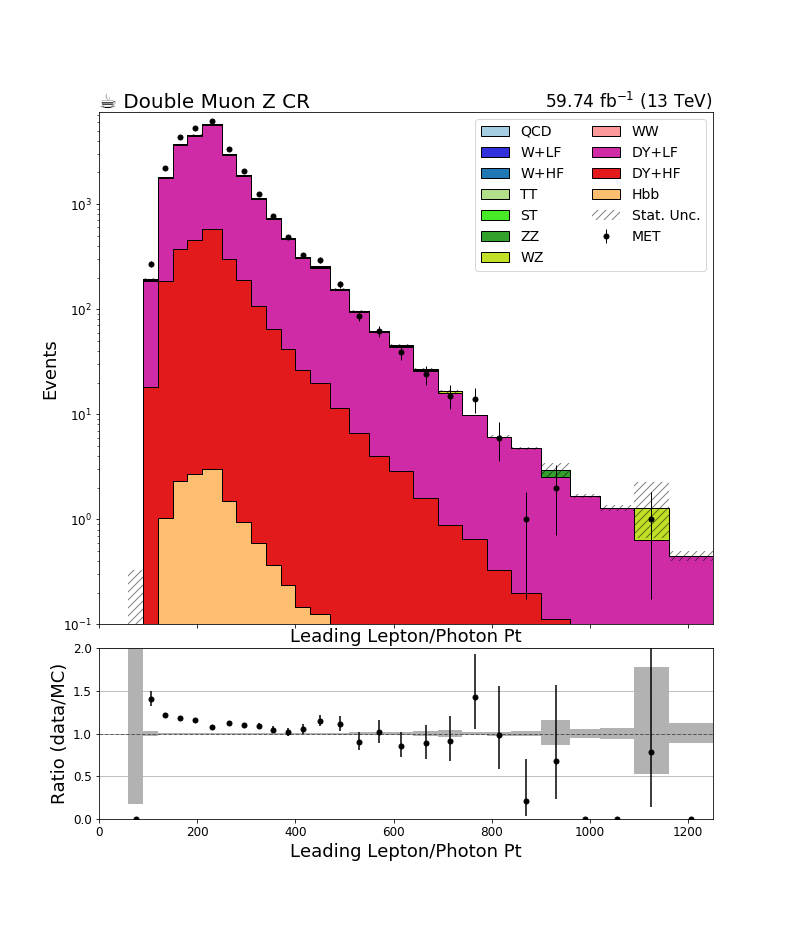 ☕ Double Muon Z CR
59.74 fb⁻¹ (13 TeV)
QCD
W+LF
W+HF
TT
ST
ZZ
WZ
WW
DY+LF
DY+HF
Hbb
Stat. Unc.
MET
Events
10³
10²
10¹
10⁰
10⁻¹
Leading Lepton/Photon Pt
Ratio (data/MC)
2.0
1.5
1.0
0.5
0.0
0 200 400 600 800 1000 1200
Leading Lepton/Photon Pt